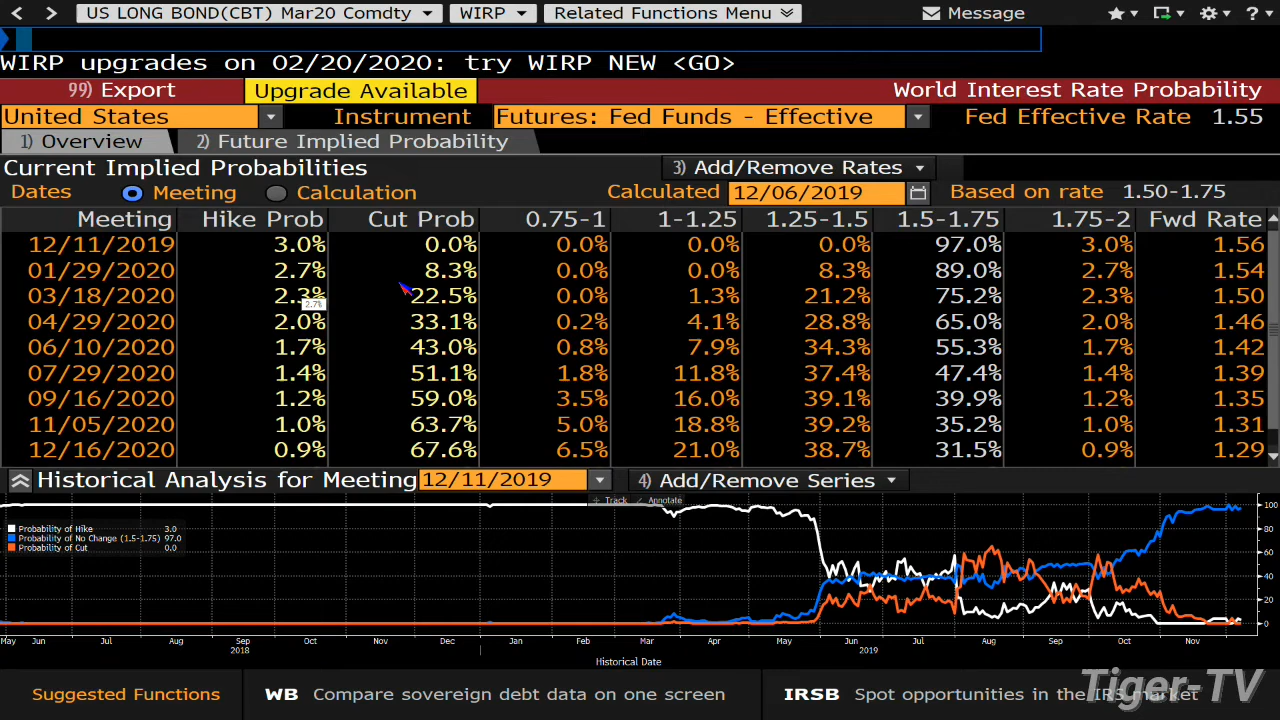 US LONG BOND(CBT) Mar20 Comdty WIRP Related Functions Menu Message ?
WIRP upgrades on 02/20/2020: try WIRP NEW <GO>
99) Export Upgrade Available World Interest Rate Probability
United States Instrument Futures: Fed Funds - Effective Fed Effective Rate 1.55
1) Overview 2) Future Implied Probability
Current Implied Probabilities 3) Add/Remove Rates
Dates Meeting Calculation Calculated 12/06/2019 Based on rate 1.50-1.75
Meeting Hike Prob Cut Prob 0.75-1 1-1.25 1.25-1.5 1.5-1.75 1.75-2 Fwd Rate
12/11/2019 3.0% 0.0% 0.0% 0.0% 0.0% 97.0% 3.0% 1.56
01/29/2020 2.7% 8.3% 0.0% 0.0% 8.3% 89.0% 2.7% 1.54
03/18/2020 2.3% 22.5% 0.0% 1.3% 21.2% 75.2% 2.3% 1.50
2.7%
04/29/2020 2.0% 33.1% 0.2% 4.1% 28.8% 65.0% 2.0% 1.46
06/10/2020 1.7% 43.0% 0.8% 7.9% 34.3% 55.3% 1.7% 1.42
07/29/2020 1.4% 51.1% 1.8% 11.8% 37.4% 47.4% 1.4% 1.39
09/16/2020 1.2% 59.0% 3.5% 16.0% 39.1% 39.9% 1.2% 1.35
11/05/2020 1.0% 63.7% 5.0% 18.8% 39.2% 35.2% 1.0% 1.31
12/16/2020 0.9% 67.6% 6.5% 21.0% 38.7% 31.5% 0.9% 1.29
Historical Analysis for Meeting 12/11/2019 4) Add/Remove Series
Track Annotate
100
Probability of Hike 3.0
Probability of No Change (1.5-1.75) 97.0
Probability of Cut 0.0
80
60
40
20
0
May Jun Jul Aug Sep Oct Nov Dec Jan Feb Mar Apr May Jun Jul Aug Sep Oct Nov
2018 2019
Historical Date
Suggested Functions WB Compare sovereign debt data on one screen IRSB Spot opportunities in the IRS market
Tiger-TV